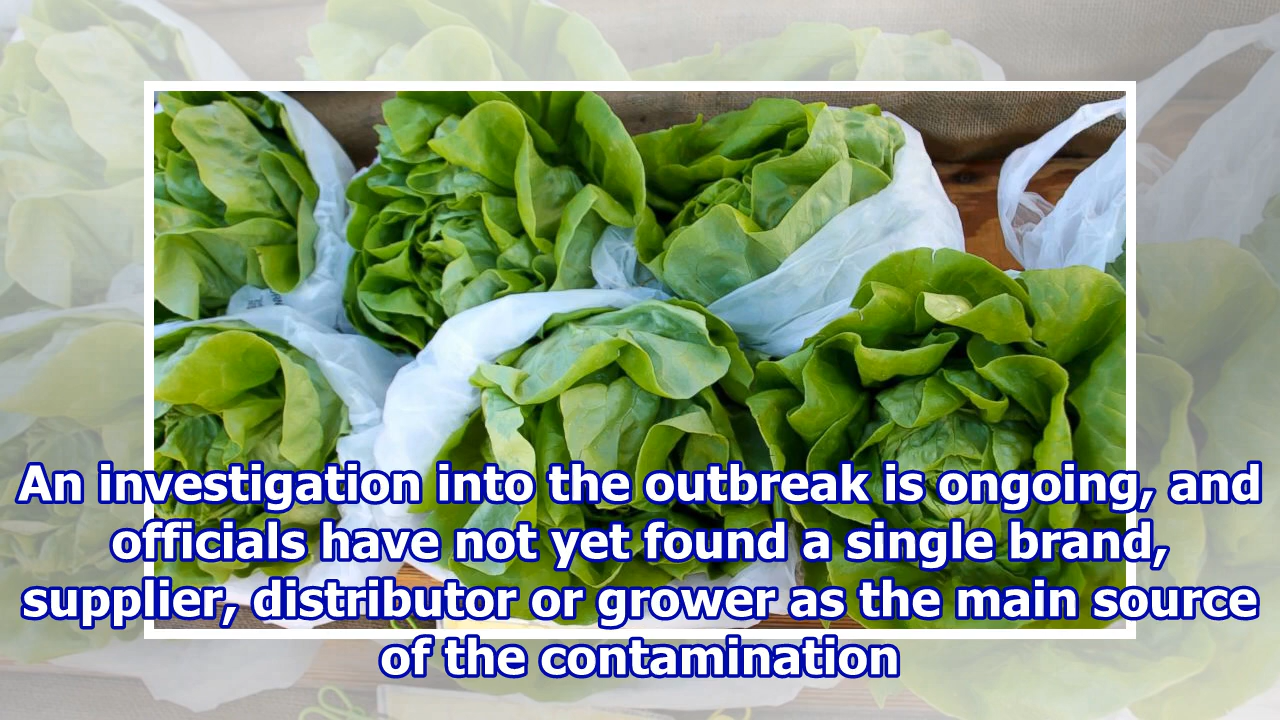 An investigation into the outbreak is ongoing, and
officials have not yet found a single brand,
supplier, distributor or grower as the main source
of the contamination